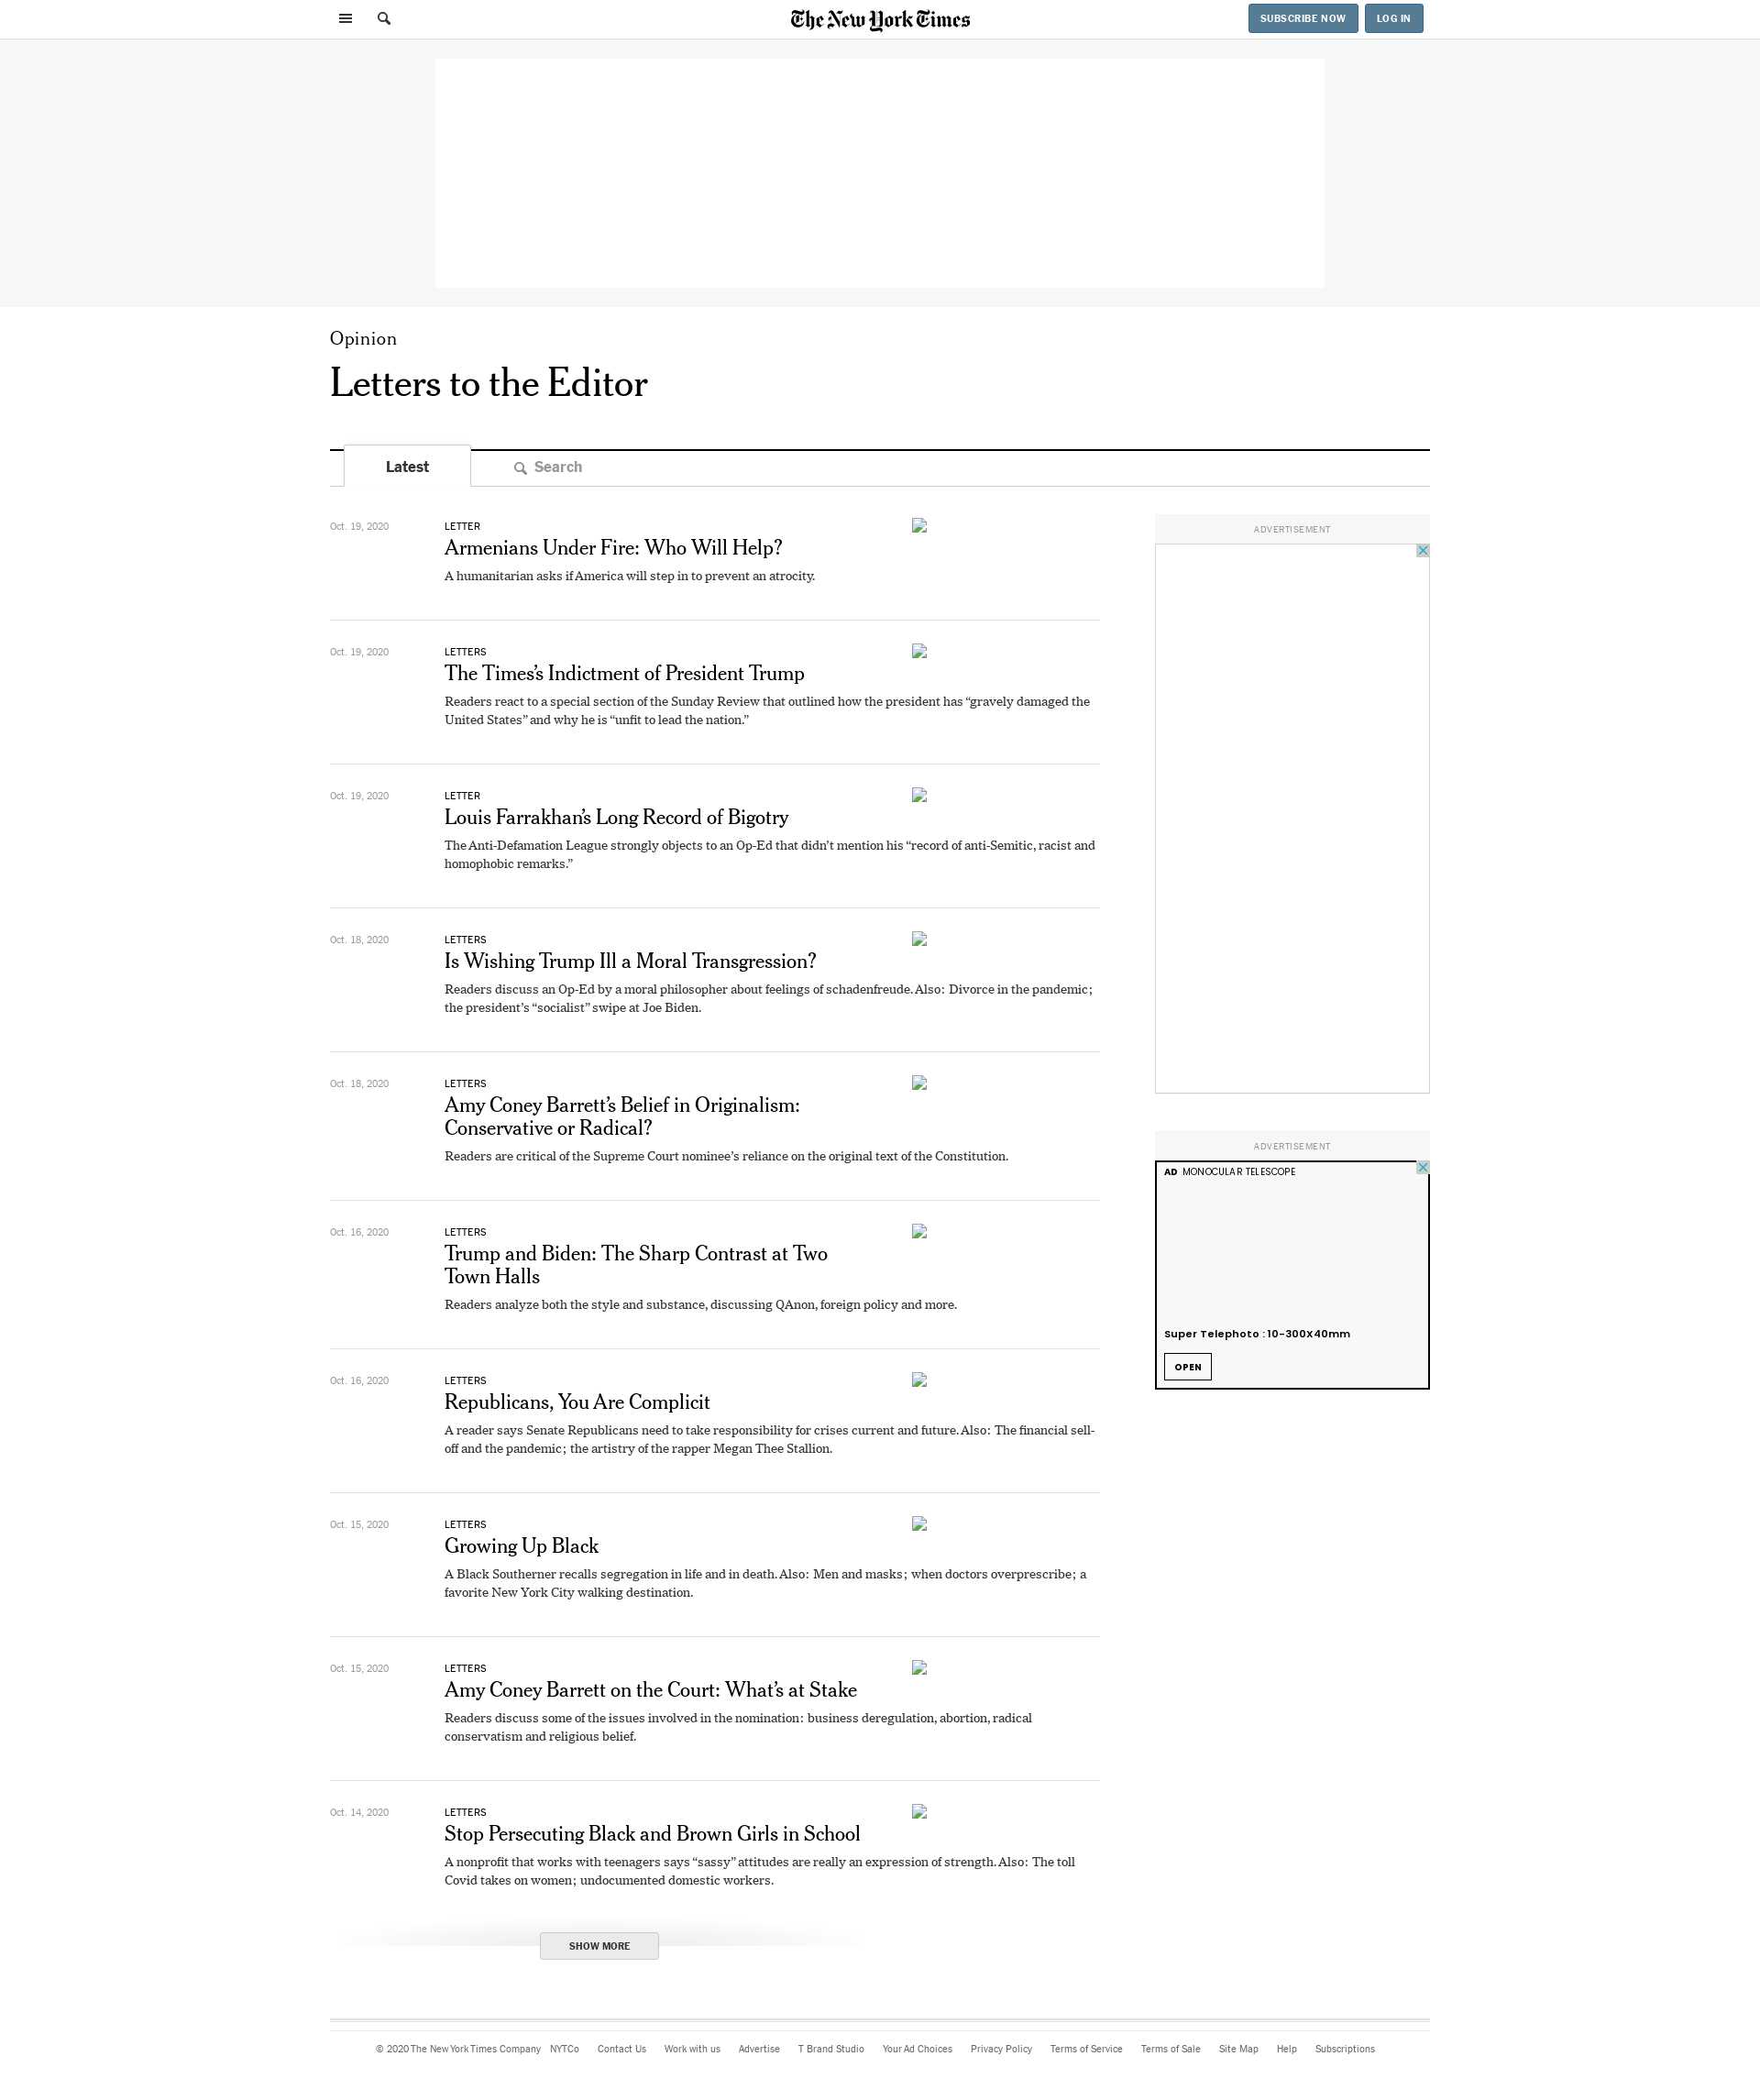 The New York Times
SUBSCRIBE NOW
LOG IN
Opinion
Letters to the Editor
Latest
Search
Oct. 19, 2020
LETTER
Armenians Under Fire: Who Will Help?
A humanitarian asks if America will step in to prevent an atrocity.
Oct. 19, 2020
LETTERS
The Times’s Indictment of President Trump
Readers react to a special section of the Sunday Review that outlined how the president has “gravely damaged the
United States” and why he is “unfit to lead the nation.”
Oct. 19, 2020
LETTER
Louis Farrakhan’s Long Record of Bigotry
The Anti-Defamation League strongly objects to an Op-Ed that didn’t mention his “record of anti-Semitic, racist and
homophobic remarks.”
Oct. 18, 2020
LETTERS
Is Wishing Trump Ill a Moral Transgression?
Readers discuss an Op-Ed by a moral philosopher about feelings of schadenfreude. Also: Divorce in the pandemic;
the president’s “socialist” swipe at Joe Biden.
Oct. 18, 2020
LETTERS
Amy Coney Barrett’s Belief in Originalism:
Conservative or Radical?
Readers are critical of the Supreme Court nominee’s reliance on the original text of the Constitution.
Oct. 16, 2020
LETTERS
Trump and Biden: The Sharp Contrast at Two
Town Halls
Readers analyze both the style and substance, discussing QAnon, foreign policy and more.
Oct. 16, 2020
LETTERS
Republicans, You Are Complicit
A reader says Senate Republicans need to take responsibility for crises current and future. Also: The financial sell-
off and the pandemic; the artistry of the rapper Megan Thee Stallion.
Oct. 15, 2020
LETTERS
Growing Up Black
A Black Southerner recalls segregation in life and in death. Also: Men and masks; when doctors overprescribe; a
favorite New York City walking destination.
Oct. 15, 2020
LETTERS
Amy Coney Barrett on the Court: What’s at Stake
Readers discuss some of the issues involved in the nomination: business deregulation, abortion, radical
conservatism and religious belief.
Oct. 14, 2020
LETTERS
Stop Persecuting Black and Brown Girls in School
A nonprofit that works with teenagers says “sassy” attitudes are really an expression of strength. Also: The toll
Covid takes on women; undocumented domestic workers.
SHOW MORE
ADVERTISEMENT
ADVERTISEMENT
AD MONOCULAR TELESCOPE
Super Telephoto : 10-300X40mm
OPEN
© 2020 The New York Times Company NYTCo Contact Us Work with us Advertise T Brand Studio Your Ad Choices Privacy Policy Terms of Service Terms of Sale Site Map Help Subscriptions